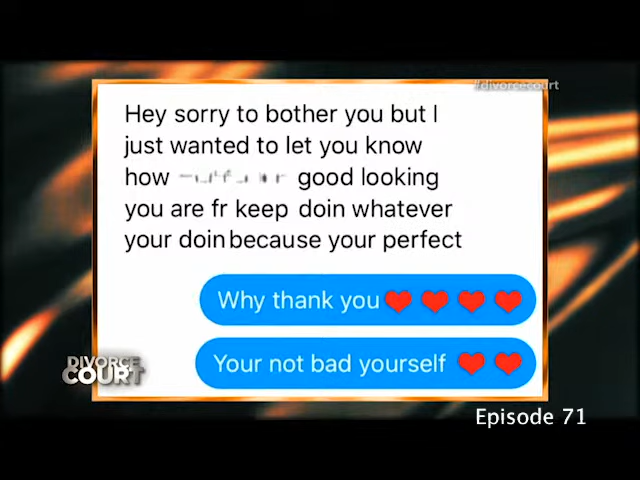 #divorcecourt
Hey sorry to bother you but I
just wanted to let you know
how good looking
you are fr keep doin whatever
your doin because your perfect
Why thank you❤️ ❤️ ❤️ ❤️
Your not bad yourself ❤️ ❤️
DIVORCE
COURT
Episode 71